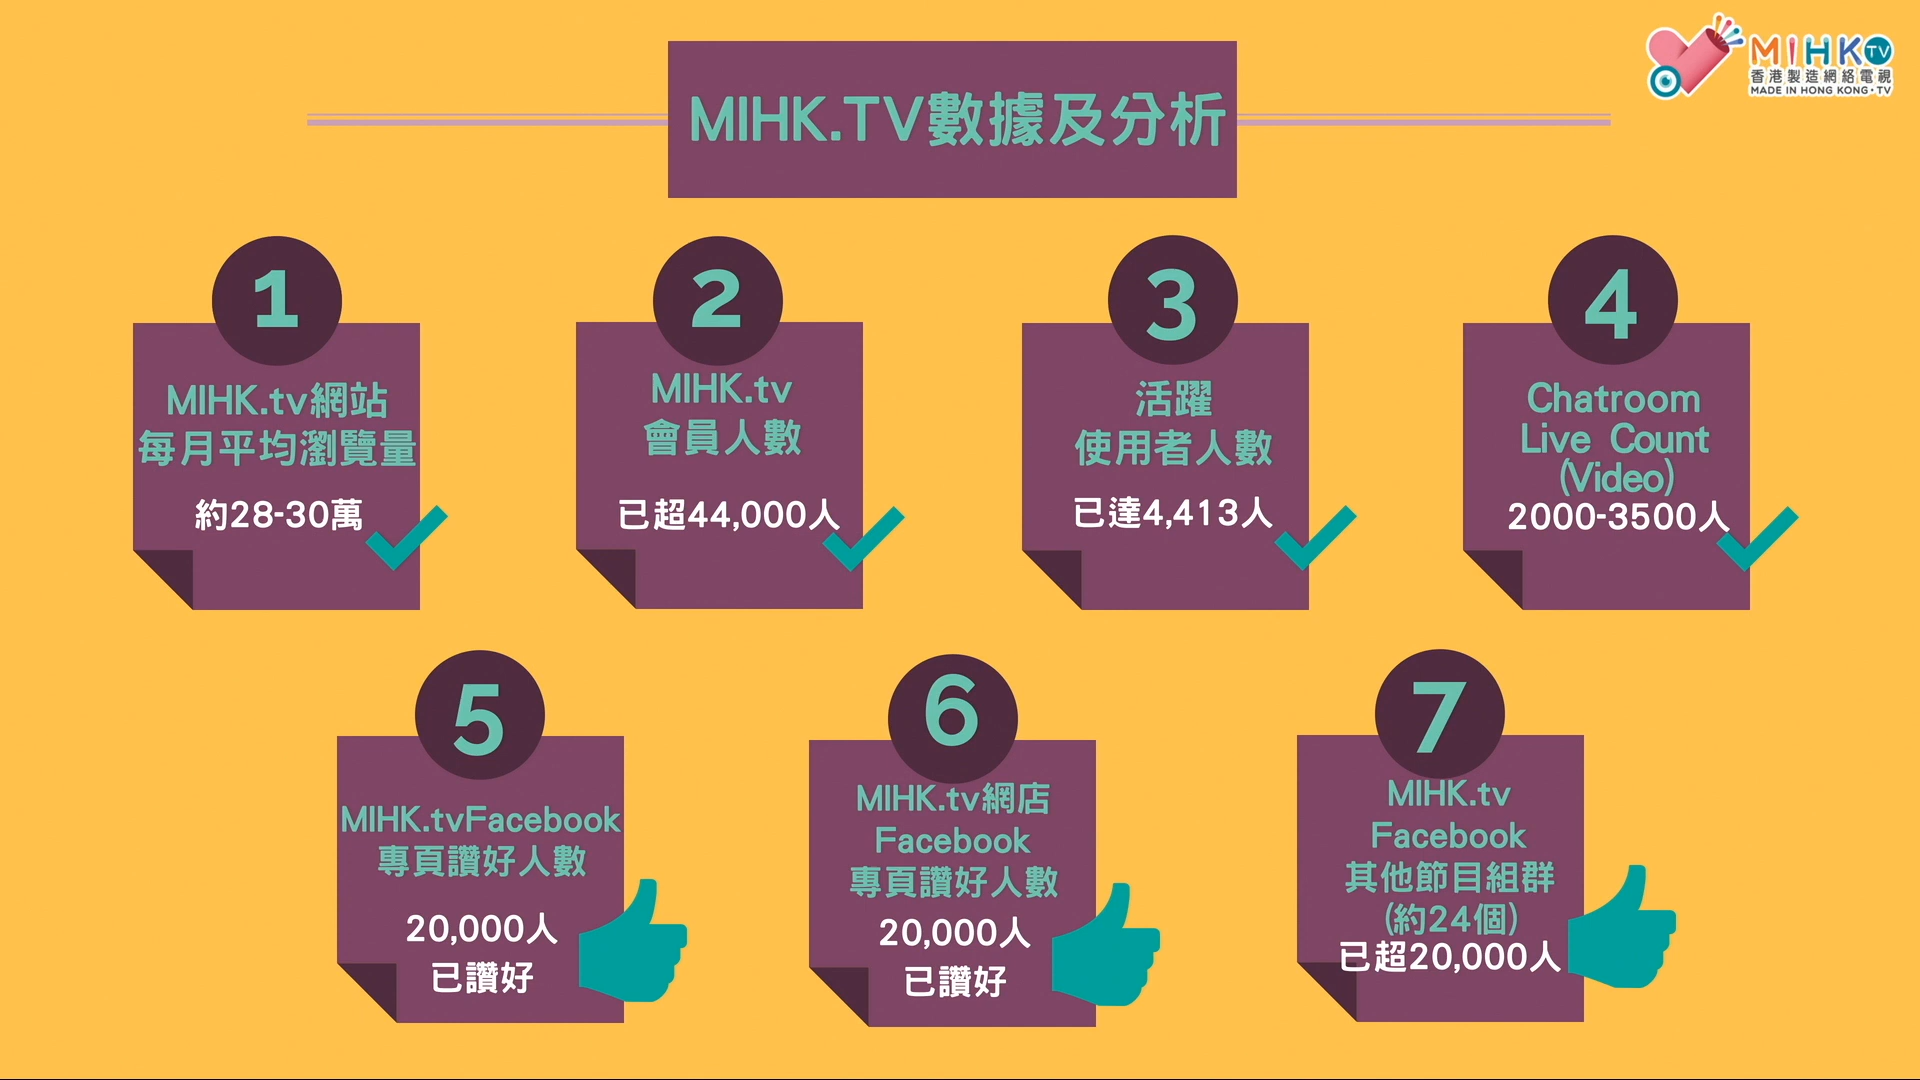 MIHKTV
香港製造網絡電視
MADE IN HONG KONG・TV
MIHK.TV數據及分析
1
MIHK.tv網站
每月平均瀏覽量
約28-30萬
2
MIHK.tv
會員人數
已超44,000人
3
活躍
使用者人數
已達4,413人
4
Chatroom
Live Count
(Video)
2000-3500人
5
MIHK.tvFacebook
專頁讚好人數
20,000人
已讚好
6
MIHK.tv網店
Facebook
專頁讚好人數
20,000人
已讚好
7
MIHK.tv
Facebook
其他節目組群
(約24個)
已超20,000人